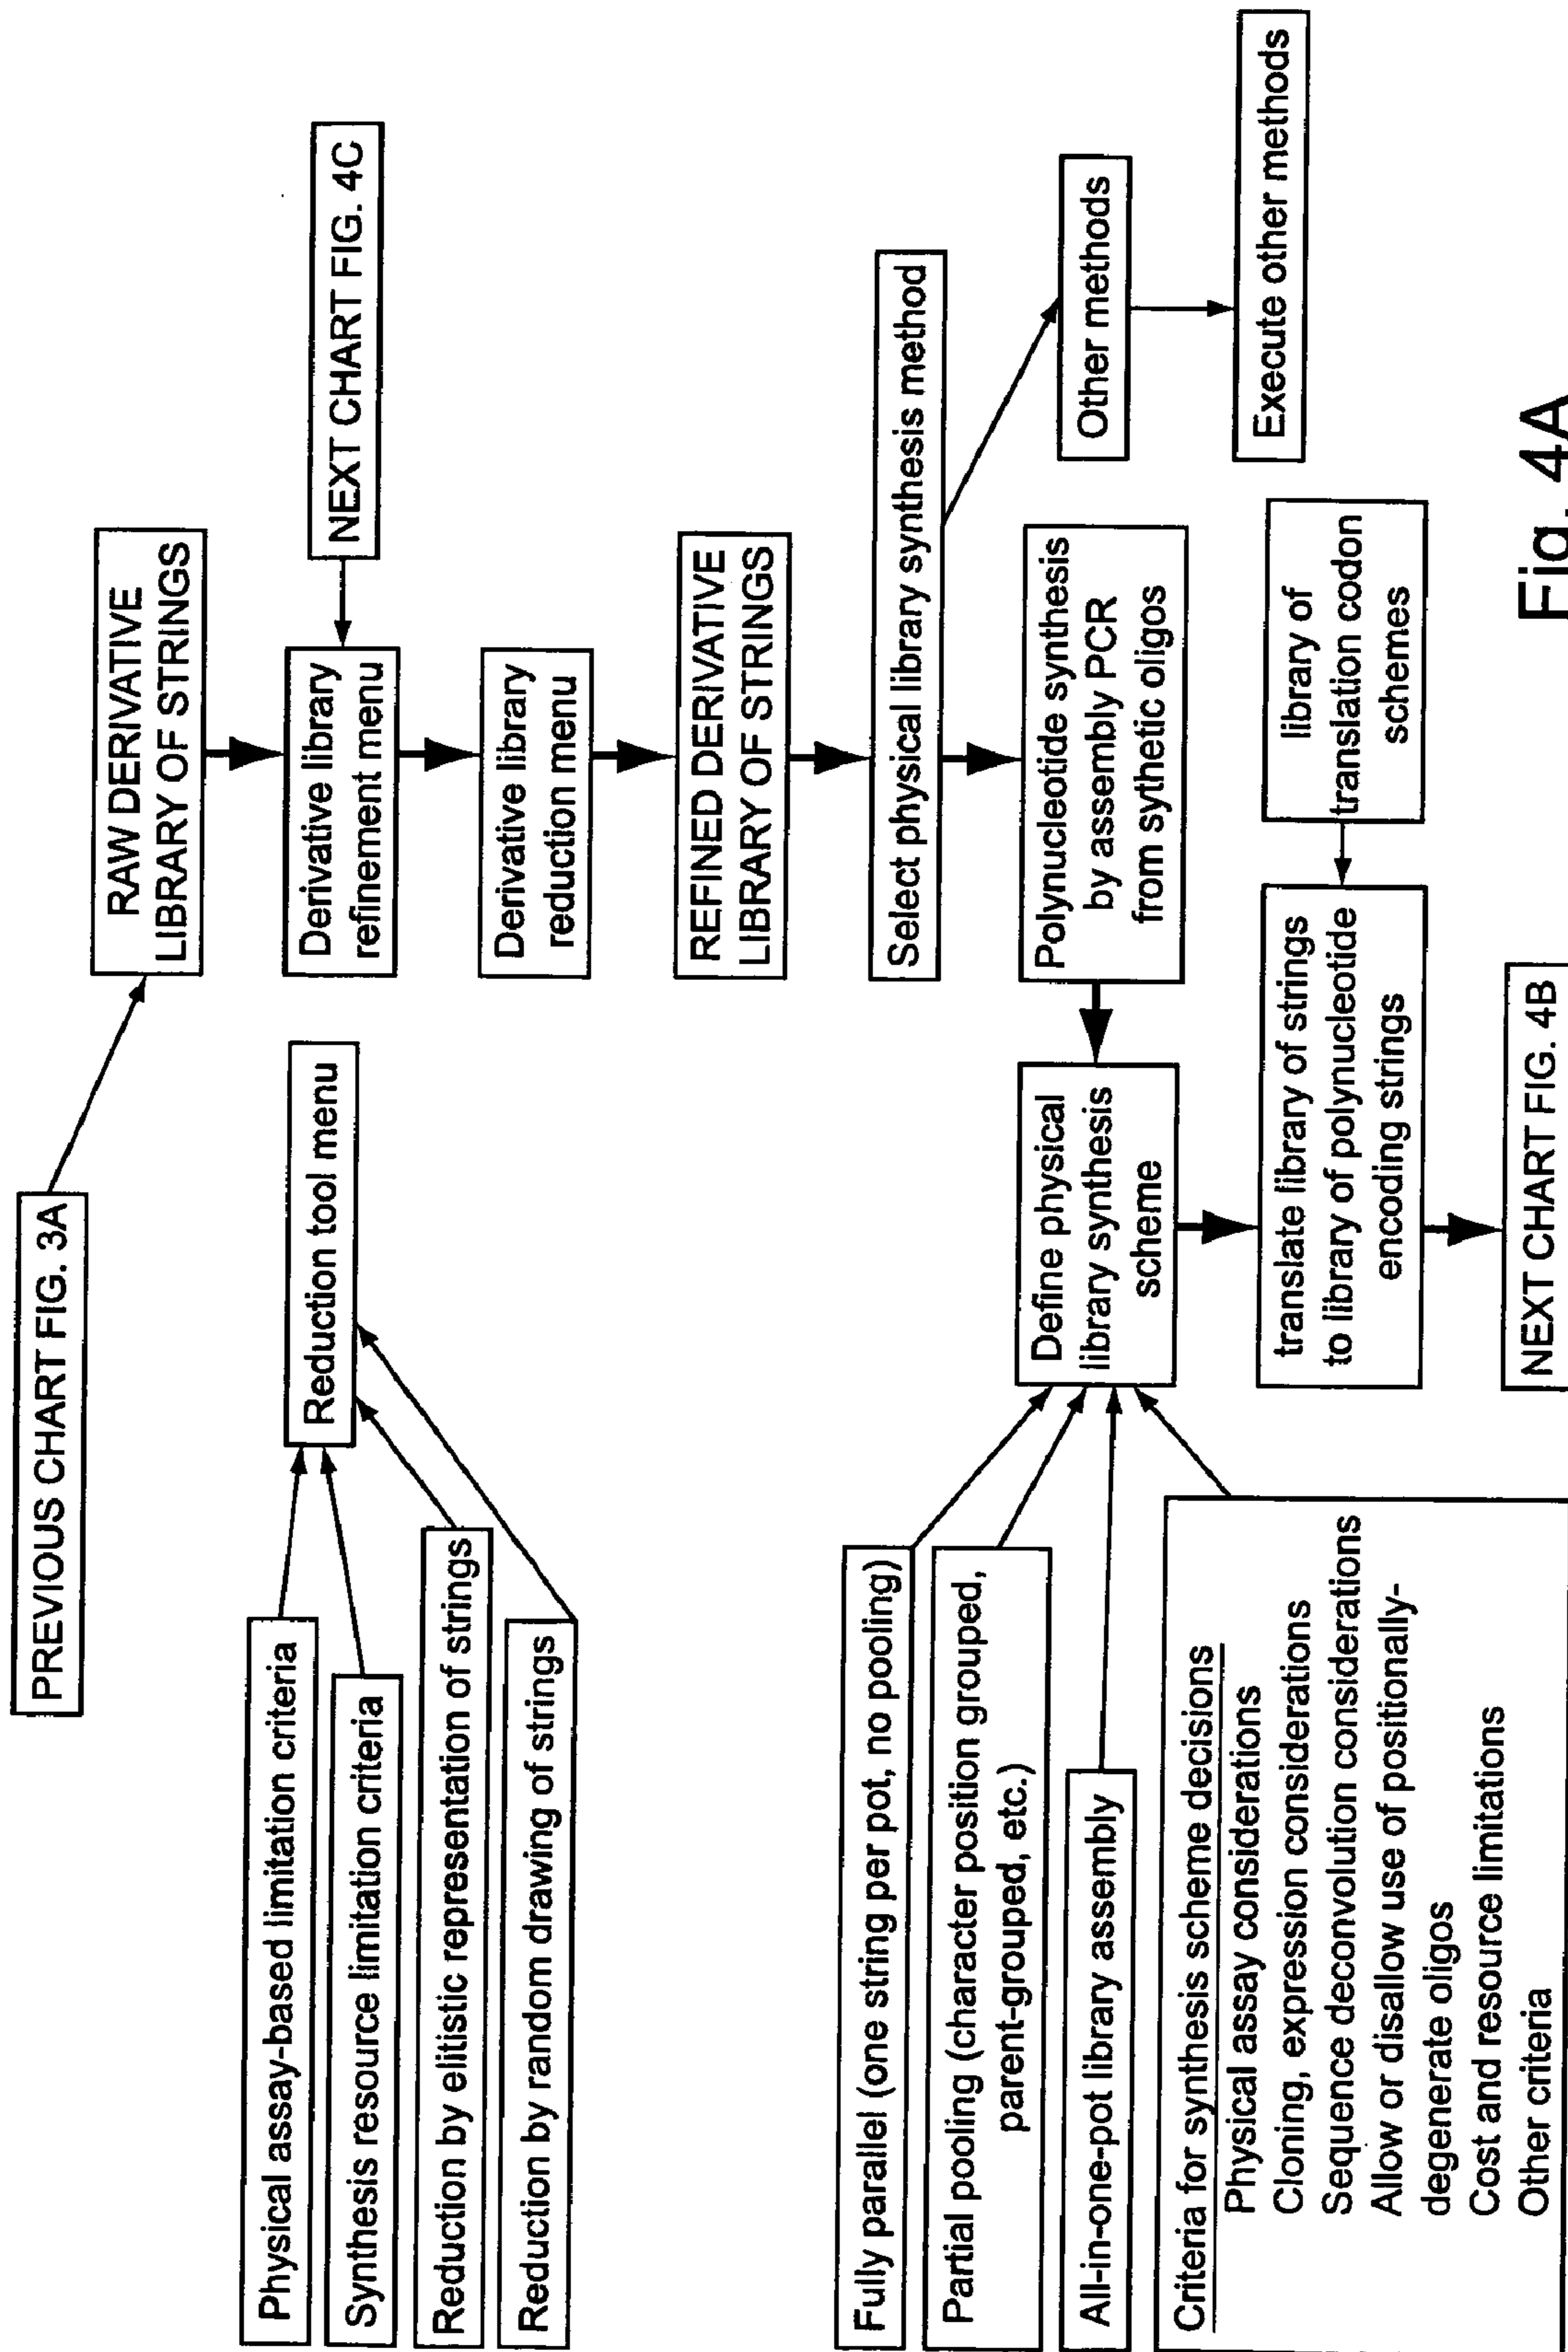 PREVIOUS CHART FIG. 3A
RAW DERIVATIVE
LIBRARY OF STRINGS
Physical assay-based limitation criteria
Synthesis resource limitation criteria
Reduction by elitistic representation of strings
Reduction by random drawing of strings
Reduction tool menu
Derivative library
refinement menu
NEXT CHART FIG. 4C
Derivative library
reduction menu
REFINED DERIVATIVE
LIBRARY OF STRINGS
Select physical library synthesis method
Fully parallel (one string per pot, no pooling)
Partial pooling (character position grouped,
parent-grouped, etc.)
All-in-one-pot library assembly
Criteria for synthesis scheme decisions
Physical assay considerations
Cloning, expression considerations
Sequence deconvolution considerations
Allow or disallow use of positionally-
degenerate oligos
Cost and resource limitations
Other criteria
Define physical
library synthesis
scheme
Polynucleotide synthesis
by assembly PCR
from sythetic oligos
Other methods
Execute other methods
translate library of strings
to library of polynucleotide
encoding strings
library of
translation codon
schemes
NEXT CHART FIG. 4B
Fig. 4A